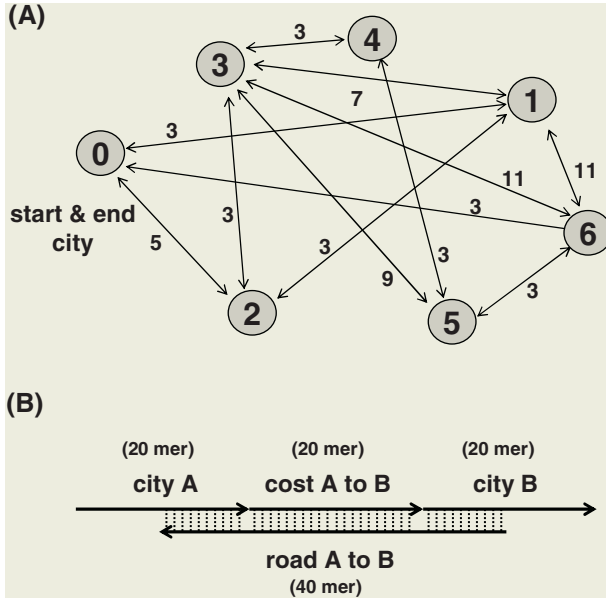 (A)
3
4
3
7
1
3
0
11
11
start & end
city
3
3
5
3
3
9
3
2
5
6
(B)
(20 mer)
(20 mer)
(20 mer)
city A
cost A to B
city B
road A to B
(40 mer)